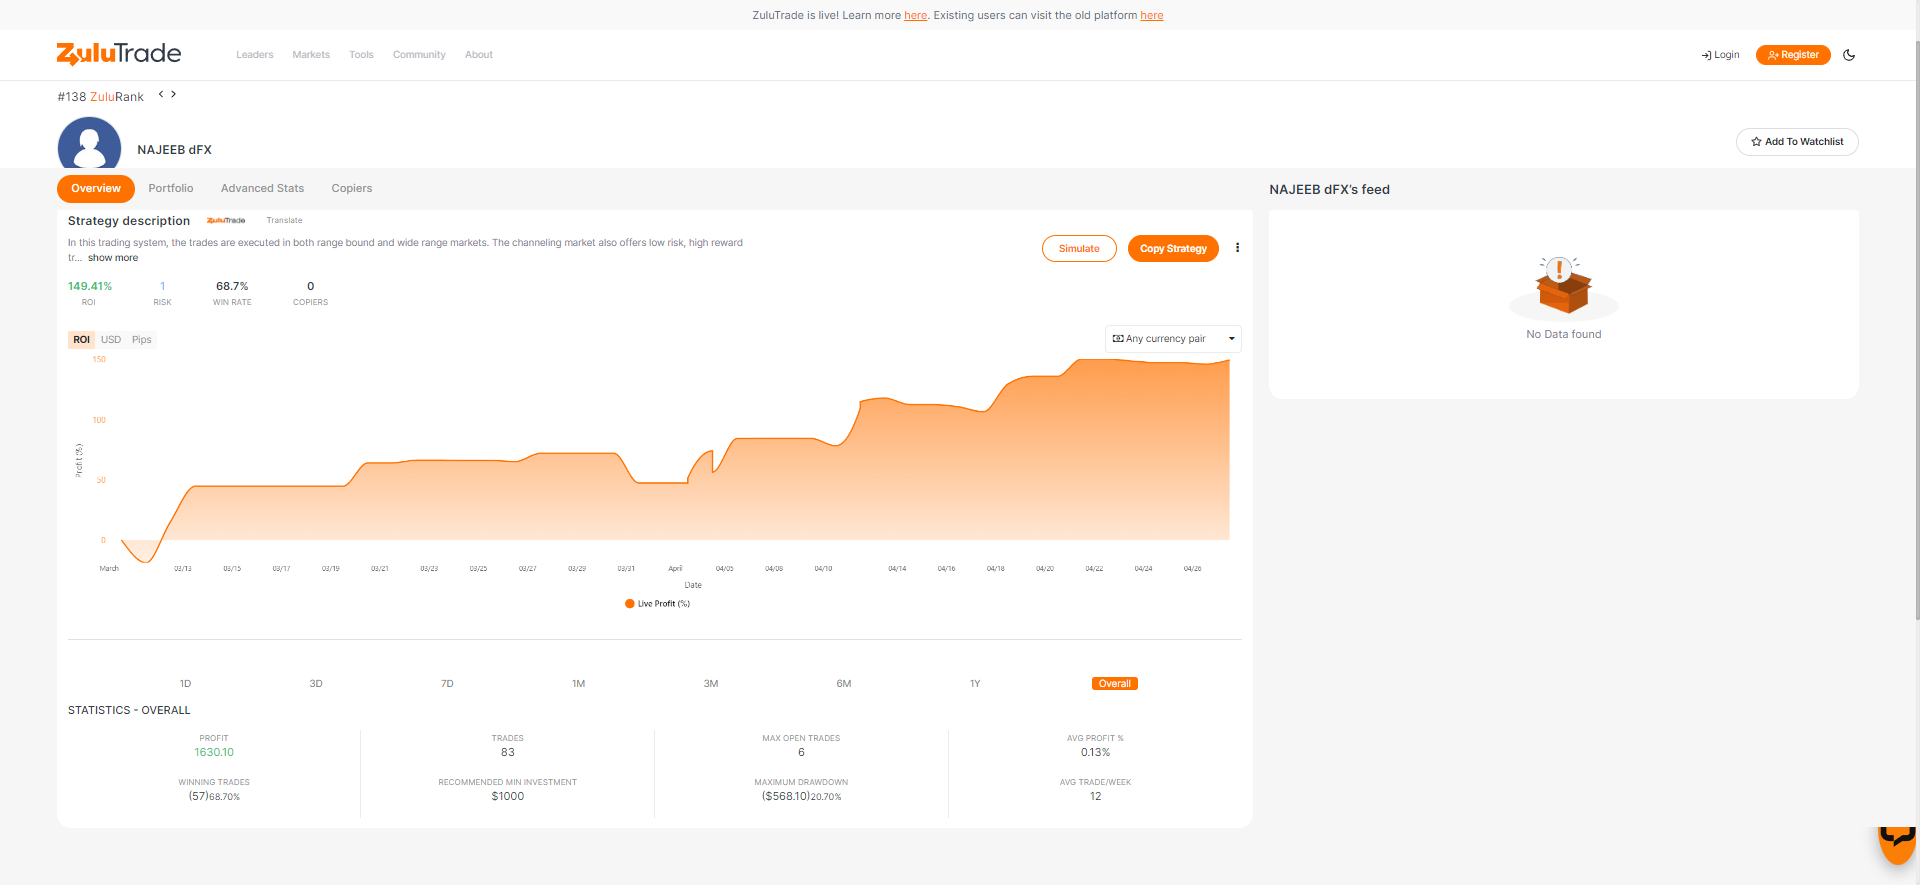 ZuluTrade is live! Learn more here. Existing users can visit the old platform here
ZuluTrade
Leaders Markets Tools Community About
Login Register
#138 ZuluRank
NAJEEB dFX
Add To Watchlist
Overview Portfolio Advanced Stats Copiers
NAJEEB dFX's feed
Strategy description ZuluTrade Translate
In this trading system, the trades are executed in both range bound and wide range markets. The channeling market also offers low risk, high reward
tr... show more
Simulate Copy Strategy
149.41% 1 68.7% 0
ROI RISK WIN RATE COPIERS
No Data found
ROI USD Pips
Any currency pair
150
100
50
0
Profit (%)
March 03/13 03/15 03/17 03/19 03/21 03/23 03/25 03/27 03/29 03/31 April 04/05 04/08 04/10 04/14 04/16 04/18 04/20 04/22 04/24 04/26
Date
Live Profit (%)
1D 3D 7D 1M 3M 6M 1Y Overall
STATISTICS - OVERALL
PROFIT TRADES MAX OPEN TRADES AVG PROFIT %
1630.10 83 6 0.13%
WINNING TRADES RECOMMENDED MIN INVESTMENT MAXIMUM DRAWDOWN AVG TRADE/WEEK
(57)68.70% $1000 ($568.10)20.70% 12